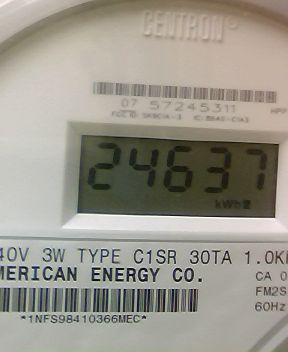 CENTRON®
07 57245311
24637
kWh
40V 3W TYPE C1SR 30TA 1.0K
MERICAN ENERGY CO.
CA 0
FM2S
60Hz
*1NFS98410366MEC*